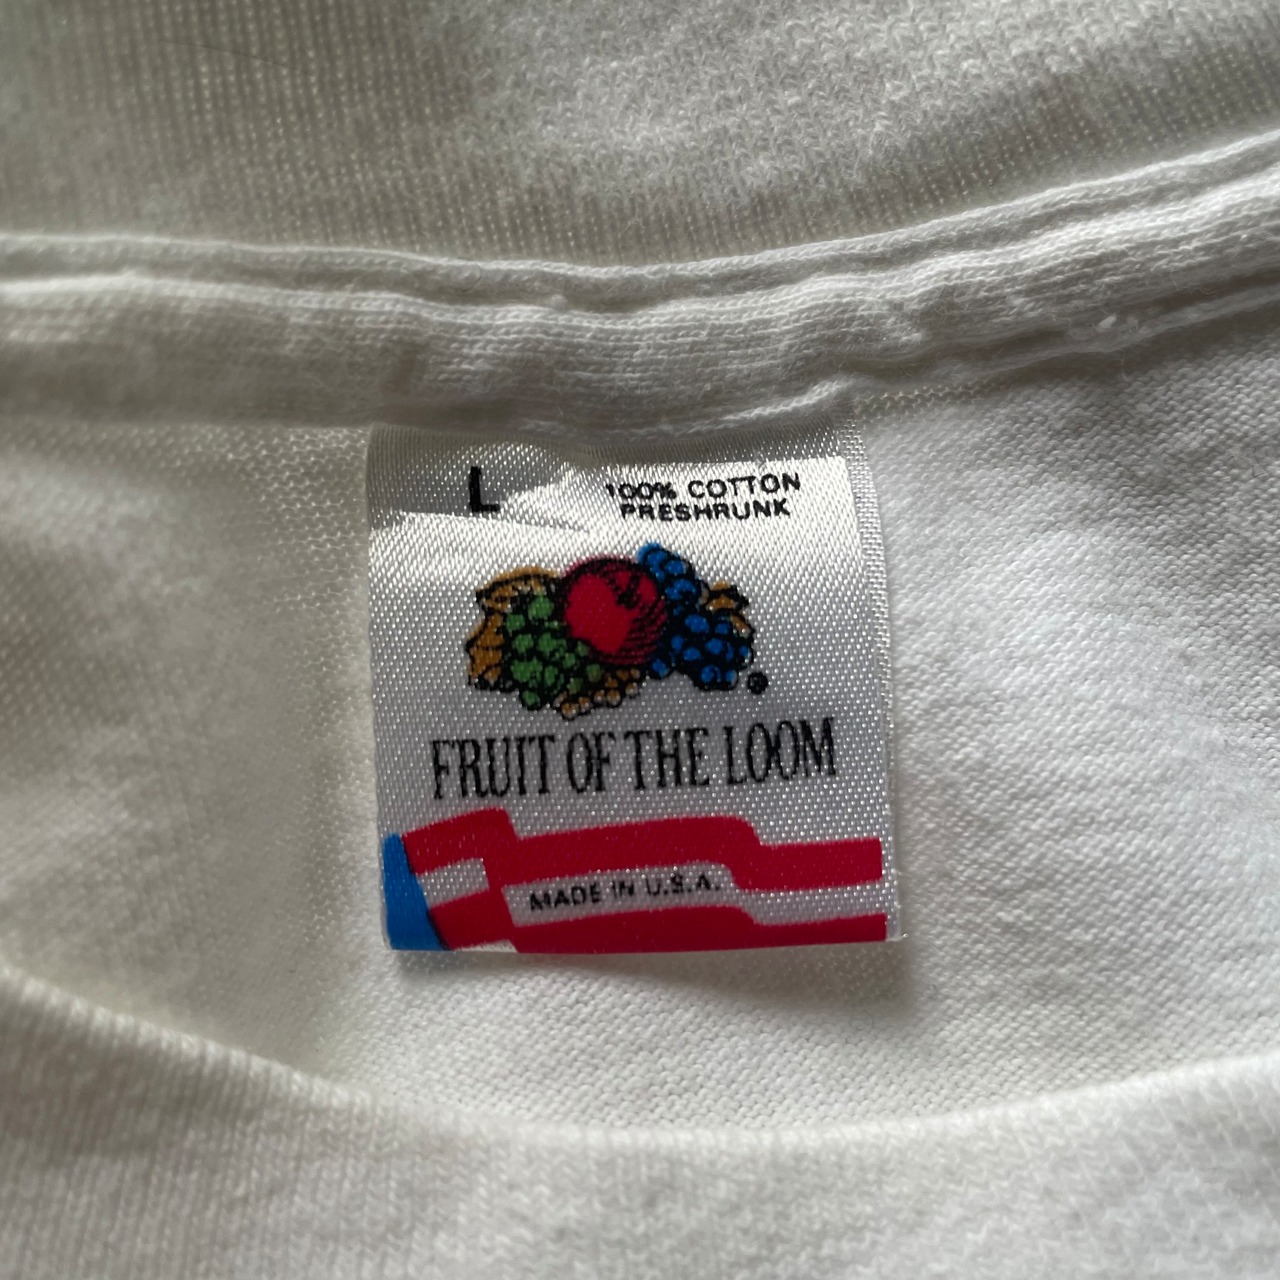 L
100% COTTON
PRESHRUNK
FRUIT OF THE LOOM
MADE IN U.S.A.